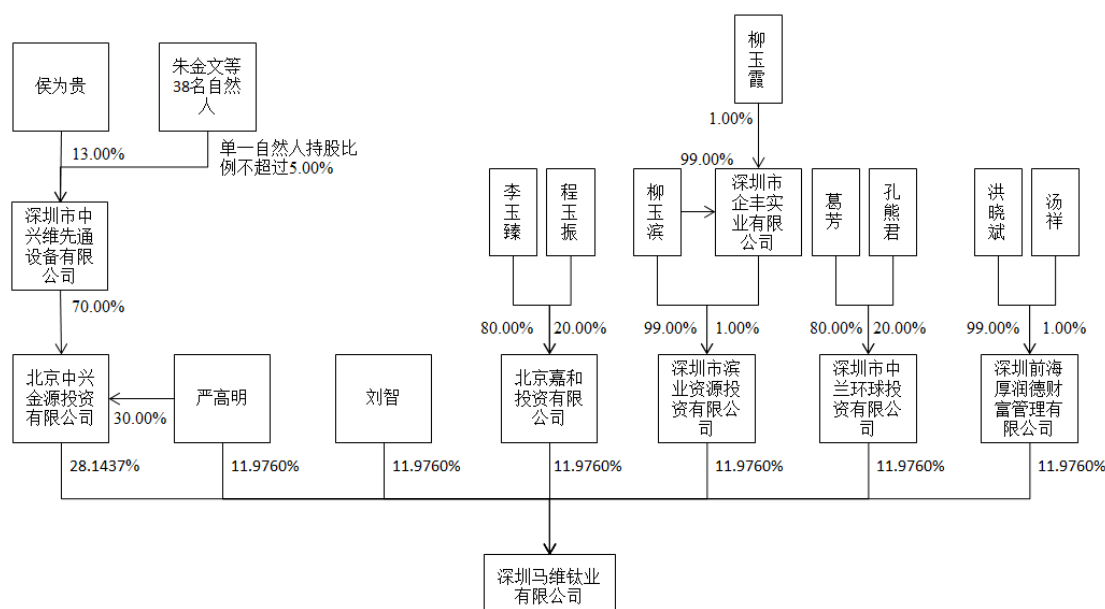 柳
玉
霞
侯为贵
朱金文等
38名自然
人
1.00%
13.00%
单一自然人持股比
例不超过5.00%
99.00%
李
玉
臻
程
玉
振
柳
玉
滨
深圳市
企丰实
业有限
公司
葛
芳
孔
熊
君
洪
晓
斌
汤
祥
深圳市中
兴维先通
设备有限
公司
70.00%
80.00%
20.00%
99.00%
1.00%
80.00%
20.00%
99.00%
1.00%
北京中兴
金源投资
有限公司
30.00%
严高明
刘智
北京嘉和
投资有限
公司
深圳市滨
业资源投
资有限公
司
深圳市中
兰环球投
资有限公
司
深圳前海
厚润德财
富管理有
限公司
28.1437%
11.9760%
11.9760%
11.9760%
11.9760%
11.9760%
11.9760%
深圳马维钛业
有限公司